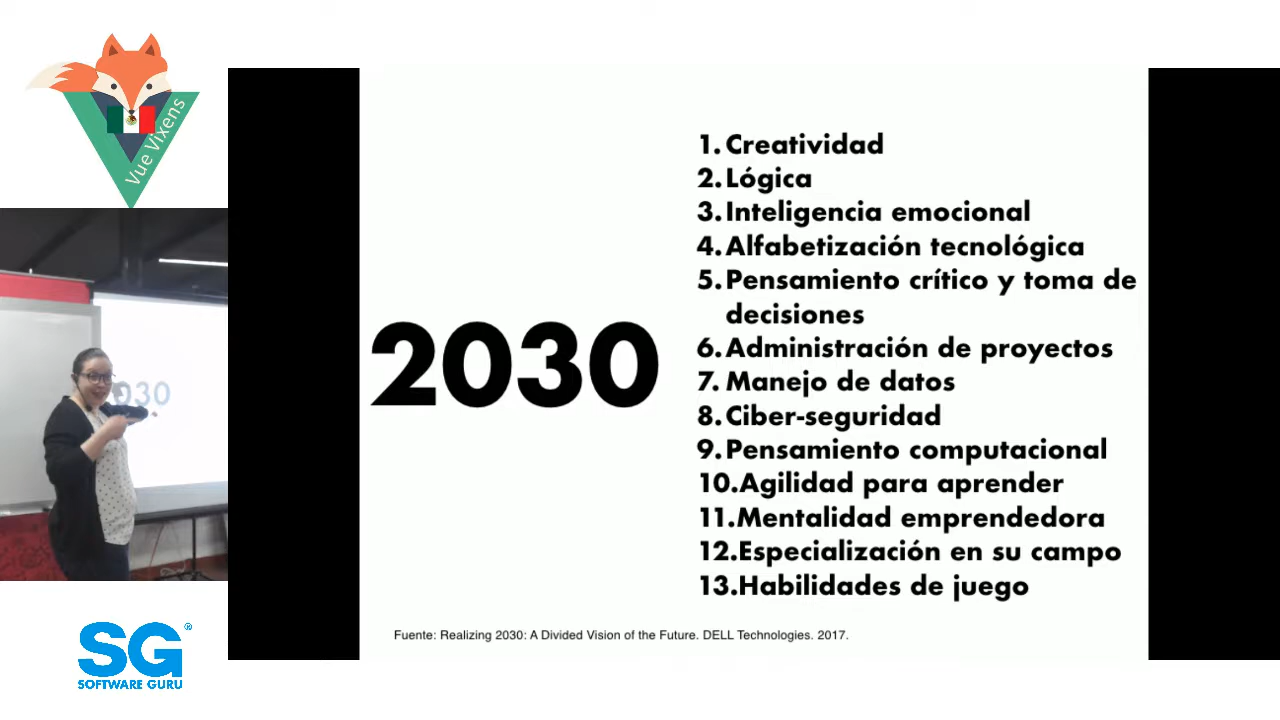 Vue Vixens
2030
SG®
SOFTWARE GURU
2030
1. Creatividad
2. Lógica
3. Inteligencia emocional
4. Alfabetización tecnológica
5. Pensamiento crítico y toma de
decisiones
6. Administración de proyectos
7. Manejo de datos
8. Ciber-seguridad
9. Pensamiento computacional
10.Agilidad para aprender
11.Mentalidad emprendedora
12.Especialización en su campo
13.Habilidades de juego
Fuente: Realizing 2030: A Divided Vision of the Future. DELL Technologies. 2017.